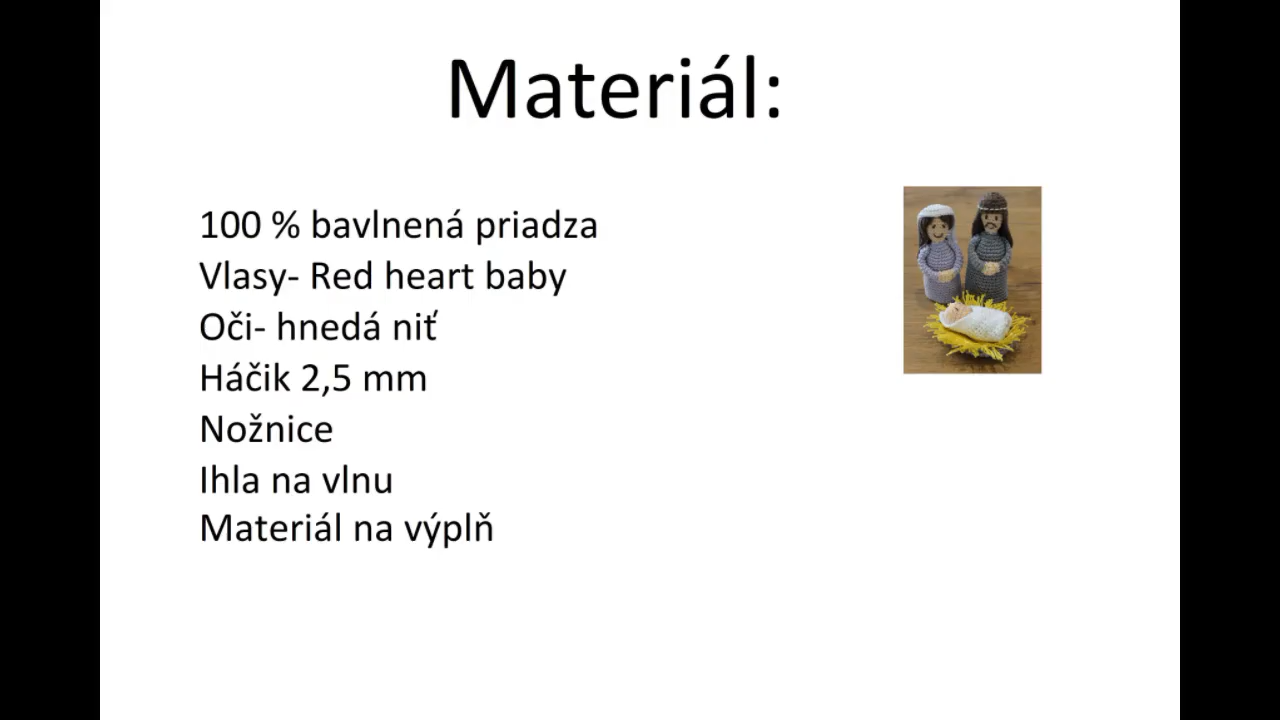 Materiál:
100 % bavlnená priadza
Vlasy- Red heart baby
Oči- hnedá niť
Háčik 2,5 mm
Nožnice
Ihla na vlnu
Materiál na výplň